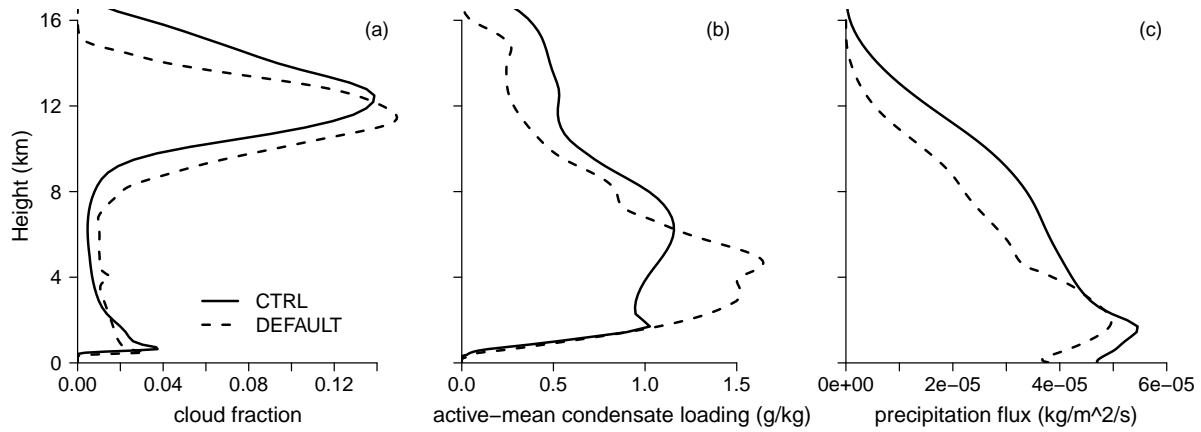 16
12
8
4
0
Height (km)
(a)
CTRL
DEFAULT
0.00 0.04 0.08 0.12
cloud fraction
(b)
0.0 0.5 1.0 1.5
active−mean condensate loading (g/kg)
(c)
0e+00 2e−05 4e−05 6e−05
precipitation flux (kg/m^2/s)